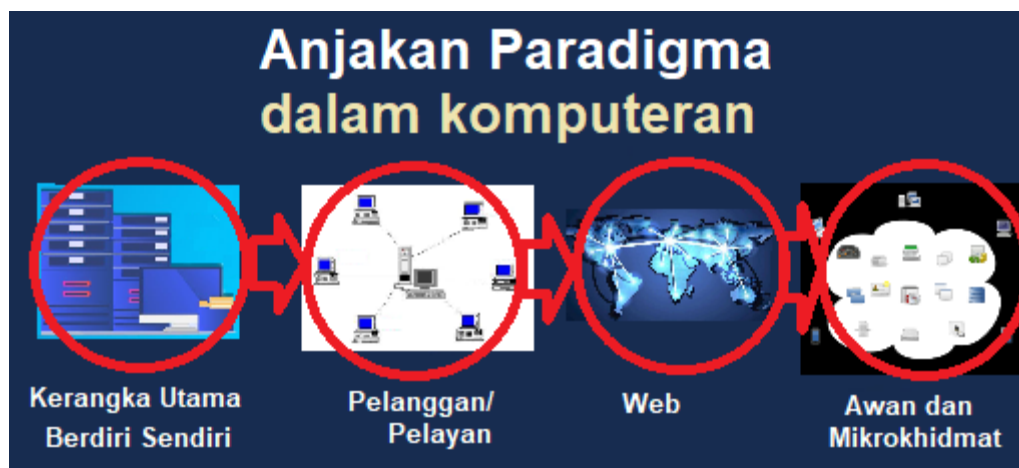 Anjakan Paradigma
dalam komputeran
Kerangka Utama
Berdiri Sendiri
Pelanggan/
Pelayan
Web
Awan dan
Mikrokhidmat